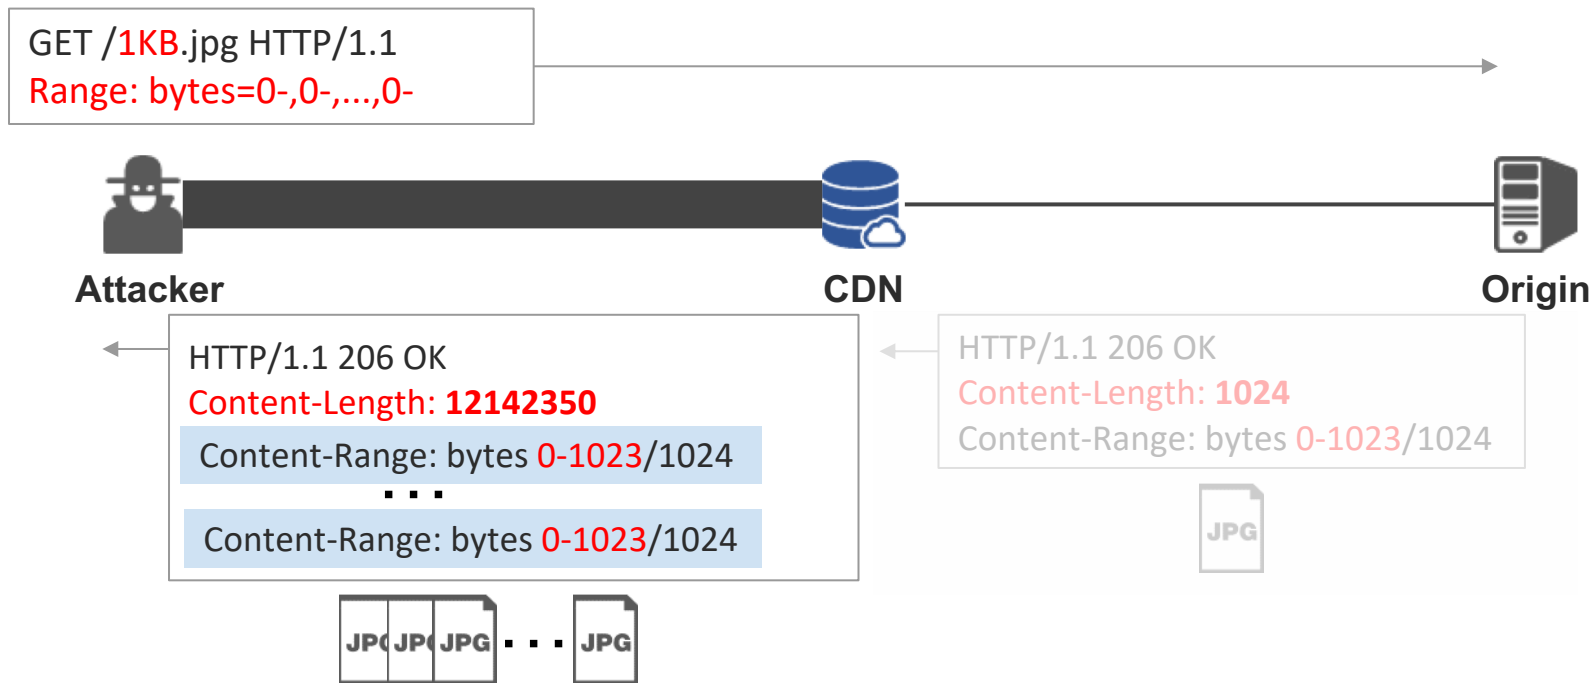 GET /1KB.jpg HTTP/1.1
Range: bytes=0-,0-,...,0-
Attacker
CDN
Origin
HTTP/1.1 206 OK
Content-Length: 12142350
Content-Range: bytes 0-1023/1024
...
Content-Range: bytes 0-1023/1024
HTTP/1.1 206 OK
Content-Length: 1024
Content-Range: bytes 0-1023/1024
JPG
JPG JPG JPG ... JPG